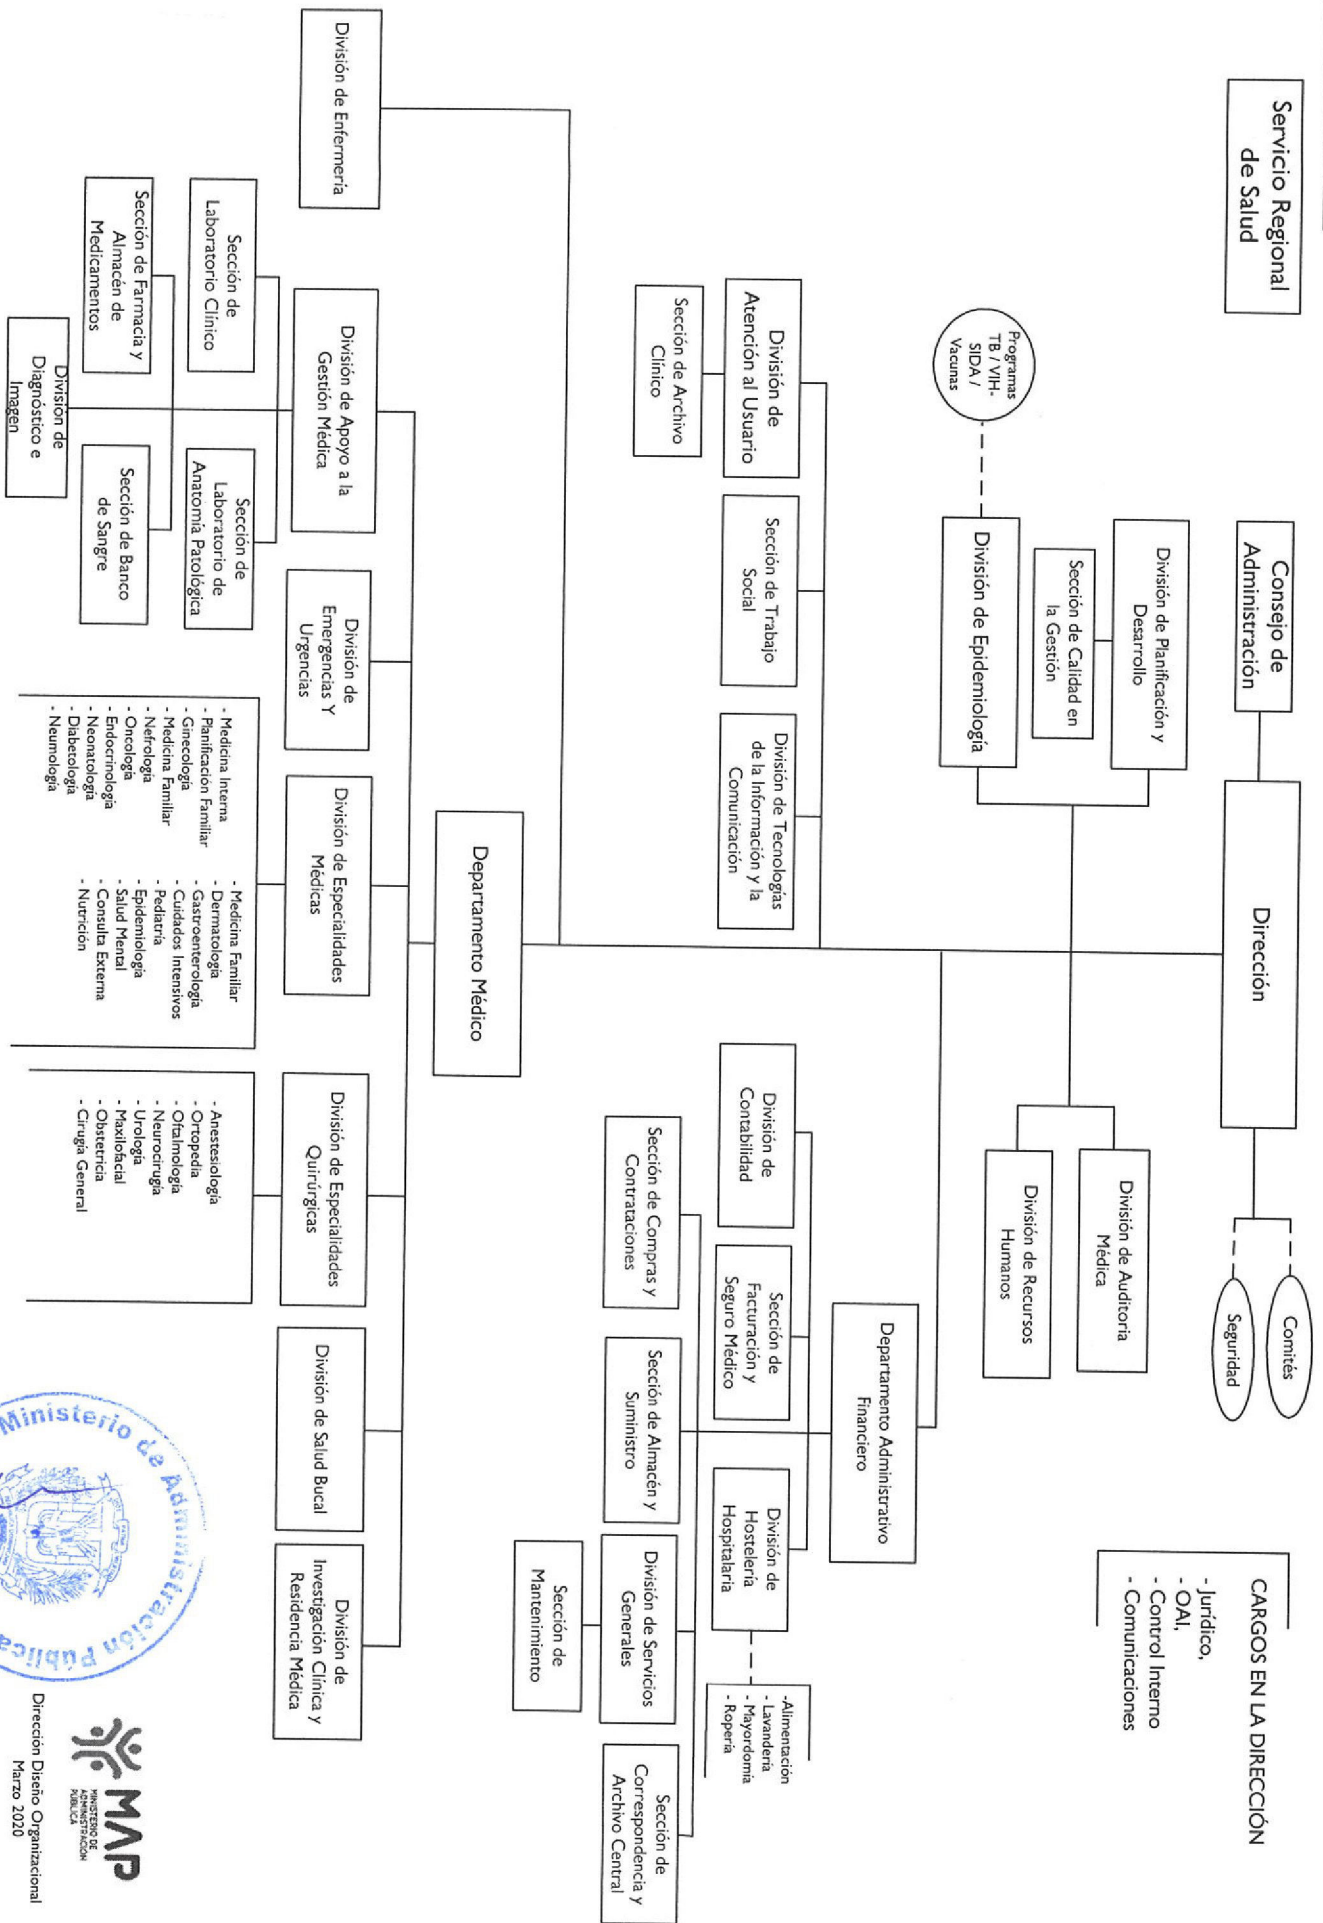 Servicio Regional
de Salud
Consejo de
Administración
Dirección
Comités
Seguridad
CARGOS EN LA DIRECCIÓN
- Jurídico,
- OAI,
- Control Interno
- Comunicaciones
División de Planificación y
Desarrollo
Sección de Calidad en
la Gestión
Programas
TB / VIH-
SIDA /
Vacunas
División de Epidemiología
División de Auditoria
Médica
División de Recursos
Humanos
División de
Atención al Usuario
Sección de Archivo
Clínico
Sección de Trabajo
Social
División de Tecnologías
de la Información y la
Comunicación
Departamento Administrativo
Financiero
División de
Contabilidad
Sección de
Facturación y
Seguro Médico
División de
Hostelería
Hospitalaria
-Alimentación
- Lavandería
- Mayordomía
- Ropería
Sección de Compras y
Contrataciones
Sección de Almacén y
Suministro
División de Servicios
Generales
Sección de
Correspondencia y
Archivo Central
Sección de
Mantenimiento
Departamento Médico
División de Enfermería
División de Apoyo a la
Gestión Médica
División de
Emergencias Y
Urgencias
División de Especialidades
Médicas
División de Especialidades
Quirúrgicas
División de Salud Bucal
División de
Investigación Clínica y
Residencia Médica
Sección de
Laboratorio Clínico
Sección de
Laboratorio de
Anatomía Patológica
Sección de Farmacia y
Almacén de
Medicamentos
Sección de Banco
de Sangre
División de
Diagnóstico e
Imagen
- Medicina Interna
- Planificación Familiar
- Ginecología
- Medicina Familiar
- Nefrología
- Oncología
- Endocrinología
- Neonatología
- Diabetología
- Neumología
- Medicina Familiar
- Dermatología
- Gastroenterología
- Cuidados Intensivos
- Pediatría
- Epidemiología
- Salud Mental
- Consulta Externa
- Nutrición
- Anestesiología
- Ortopedia
- Oftalmología
- Neurocirugía
- Urología
- Maxilofacial
- Obstetricia
- Cirugía General
Ministerio de Administración Pública
MAP
MINISTERIO DE
ADMINISTRACIÓN
PÚBLICA
Dirección Diseño Organizacional
Marzo 2020